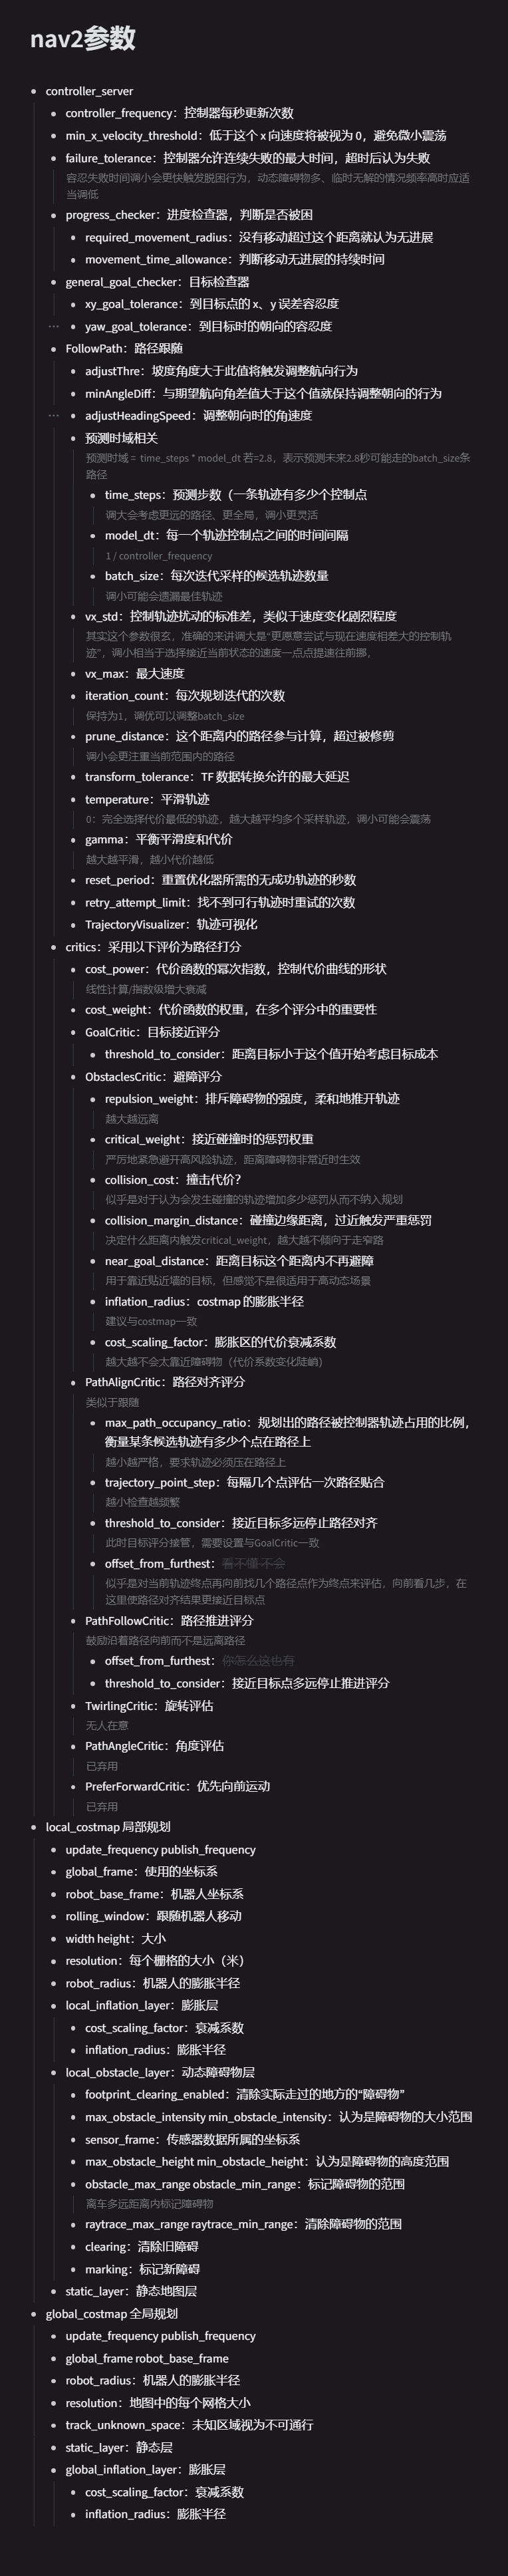 nav2参数
controller_server
controller_frequency：控制器每秒更新次数
min_x_velocity_threshold：低于这个 x 向速度将被视为 0，避免微小震荡
failure_tolerance：控制器允许连续失败的最大时间，超时后认为失败
容忍失败时间调小会更快触发脱困行为，动态障碍物多、临时无解的情况频率高时应适
当调低
progress_checker：进度检查器，判断是否被困
required_movement_radius：没有移动超过这个距离就认为无进展
movement_time_allowance：判断移动无进展的持续时间
general_goal_checker：目标检查器
xy_goal_tolerance：到目标点的 x、y 误差容忍度
yaw_goal_tolerance：到目标时的朝向的容忍度
FollowPath：路径跟随
adjustThre：坡度角度大于此值将触发调整航向行为
minAngleDiff：与期望航向角差值大于这个值就保持调整朝向的行为
adjustHeadingSpeed：调整朝向时的角速度
预测时域相关
预测时域 = time_steps * model_dt 若=2.8，表示预测未来2.8秒可能走的batch_size条
路径
time_steps：预测步数（一条轨迹有多少个控制点
调大会考虑更远的路径、更全局，调小更灵活
model_dt：每一个轨迹控制点之间的时间间隔
1 / controller_frequency
batch_size：每次迭代采样的候选轨迹数量
调小可能会遗漏最佳轨迹
vx_std：控制轨迹扰动的标准差，类似于速度变化剧烈程度
其实这个参数很玄，准确的来讲调大是"更愿意尝试与现在速度相差大的控制轨
迹"，调小相当于选择接近当前状态的速度一点点提速往前挪，
vx_max：最大速度
iteration_count：每次规划迭代的次数
保持为1，调优可以调整batch_size
prune_distance：这个距离内的路径参与计算，超过被修剪
调小会更注重当前范围内的路径
transform_tolerance：TF 数据转换允许的最大延迟
temperature：平滑轨迹
0：完全选择代价最低的轨迹，越大越平均多个采样轨迹，调小可能会震荡
gamma：平衡平滑度和代价
越大越平滑，越小代价越低
reset_period：重置优化器所需的无成功轨迹的秒数
retry_attempt_limit：找不到可行轨迹时重试的次数
TrajectoryVisualizer：轨迹可视化
critics：采用以下评价为路径打分
cost_power：代价函数的幂次指数，控制代价曲线的形状
线性计算/指数级增大衰减
cost_weight：代价函数的权重，在多个评分中的重要性
GoalCritic：目标接近评分
threshold_to_consider：距离目标小于这个值开始考虑目标成本
ObstaclesCritic：避障评分
repulsion_weight：排斥障碍物的强度，柔和地推开轨迹
越大越远离
critical_weight：接近碰撞时的惩罚权重
严厉地紧急避开高风险轨迹，距离障碍物非常近时生效
collision_cost：撞击代价？
似乎是对于认为会发生碰撞的轨迹增加多少惩罚从而不纳入规划
collision_margin_distance：碰撞边缘距离，过近触发严重惩罚
决定什么距离内触发critical_weight，越大越不倾向于走窄路
near_goal_distance：距离目标这个距离内不再避障
用于靠近贴近墙的目标，但感觉不是很适用于高动态场景
inflation_radius：costmap 的膨胀半径
建议与costmap一致
cost_scaling_factor：膨胀区的代价衰减系数
越大越不会太靠近障碍物（代价系数变化陡峭）
PathAlignCritic：路径对齐评分
类似于跟随
max_path_occupancy_ratio：规划出的路径被控制器轨迹占用的比例，
衡量某条候选轨迹有多少个点在路径上
越小越严格，要求轨迹必须压在路径上
trajectory_point_step：每隔几个点评估一次路径贴合
越小检查越频繁
threshold_to_consider：接近目标多远停止路径对齐
此时目标评分接管，需要设置与GoalCritic一致
offset_from_furthest：看不懂 不会
似乎是对当前轨迹终点再向前找几个路径点作为终点来评估，向前看几步，在
这里使路径对齐结果更接近目标点
PathFollowCritic：路径推进评分
鼓励沿着路径向前而不是远离路径
offset_from_furthest：你怎么这也有
threshold_to_consider：接近目标点多远停止推进评分
TwirlingCritic：旋转评估
无人在意
PathAngleCritic：角度评估
已弃用
PreferForwardCritic：优先向前运动
已弃用
local_costmap 局部规划
update_frequency publish_frequency
global_frame：使用的坐标系
robot_base_frame：机器人坐标系
rolling_window：跟随机器人移动
width height：大小
resolution：每个栅格的大小（米）
robot_radius：机器人的膨胀半径
local_inflation_layer：膨胀层
cost_scaling_factor：衰减系数
inflation_radius：膨胀半径
local_obstacle_layer：动态障碍物层
footprint_clearing_enabled：清除实际走过的地方的“障碍物”
max_obstacle_intensity min_obstacle_intensity：认为是障碍物的大小范围
sensor_frame：传感器数据所属的坐标系
max_obstacle_height min_obstacle_height：认为是障碍物的高度范围
obstacle_max_range obstacle_min_range：标记障碍物的范围
离车多远距离内标记障碍物
raytrace_max_range raytrace_min_range：清除障碍物的范围
clearing：清除旧障碍
marking：标记新障碍
static_layer：静态地图层
global_costmap 全局规划
update_frequency publish_frequency
global_frame robot_base_frame
robot_radius：机器人的膨胀半径
resolution：地图中的每个网格大小
track_unknown_space：未知区域视为不可通行
static_layer：静态层
global_inflation_layer：膨胀层
cost_scaling_factor：衰减系数
inflation_radius：膨胀半径